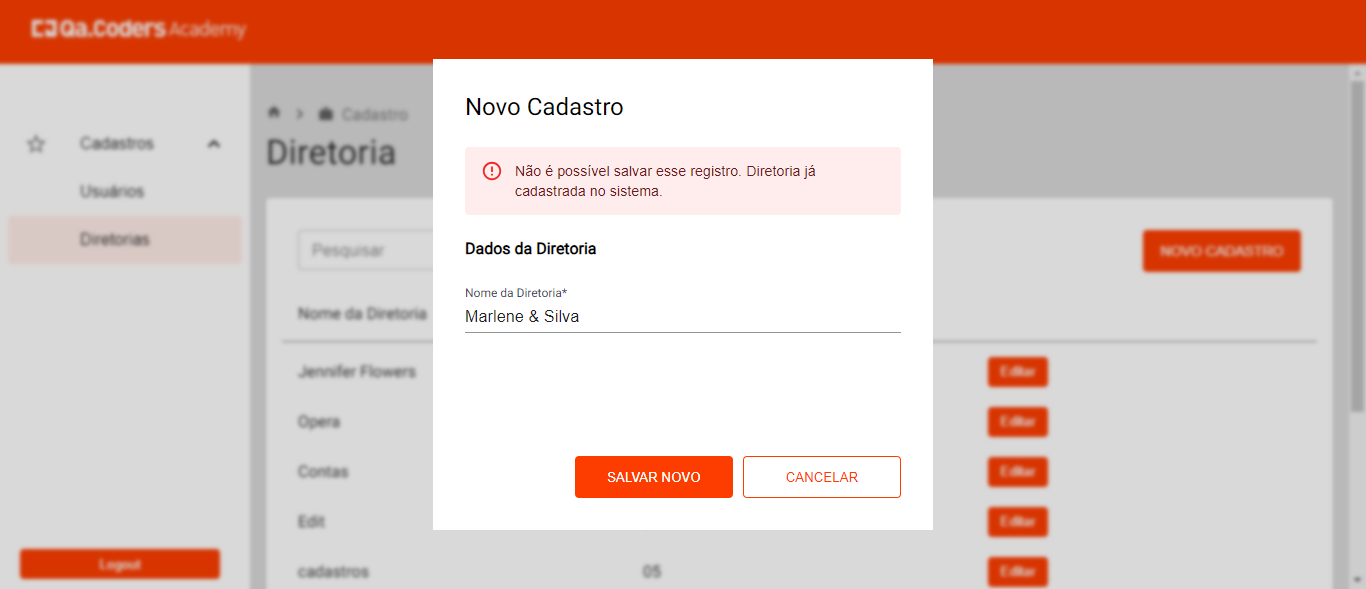 Qa.Coders Academy
Cadastro
Diretoria
Cadastros
Usuários
Diretorias
Logout
Pesquisar
NOVO CADASTRO
Nome da Diretoria
Jennifer Flowers
Editar
Opera
Editar
Contas
Editar
Edit
Editar
cadastros 05
Editar
Novo Cadastro
Não é possível salvar esse registro. Diretoria já
cadastrada no sistema.
Dados da Diretoria
Nome da Diretoria*
Marlene & Silva
SALVAR NOVO
CANCELAR